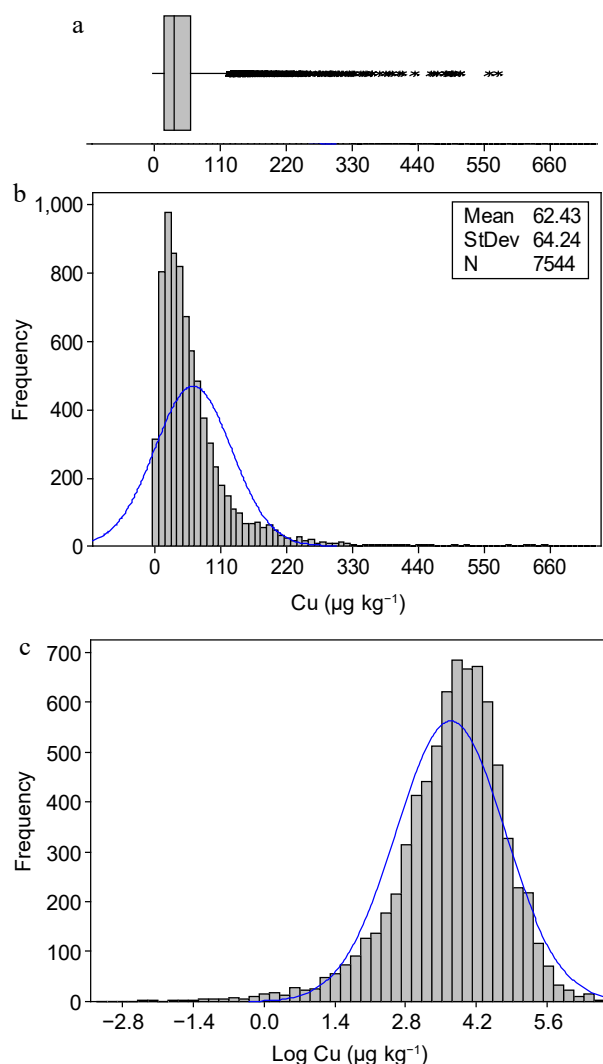 a
0 110 220 330 440 550 660
b
1,000
800
600
400
200
0
Frequency
Mean 62.43
StDev 64.24
N 7544
0 110 220 330 440 550 660
Cu (µg kg⁻¹)
c
700
600
500
400
300
200
100
0
Frequency
−2.8 −1.4 0.0 1.4 2.8 4.2 5.6
Log Cu (µg kg⁻¹)